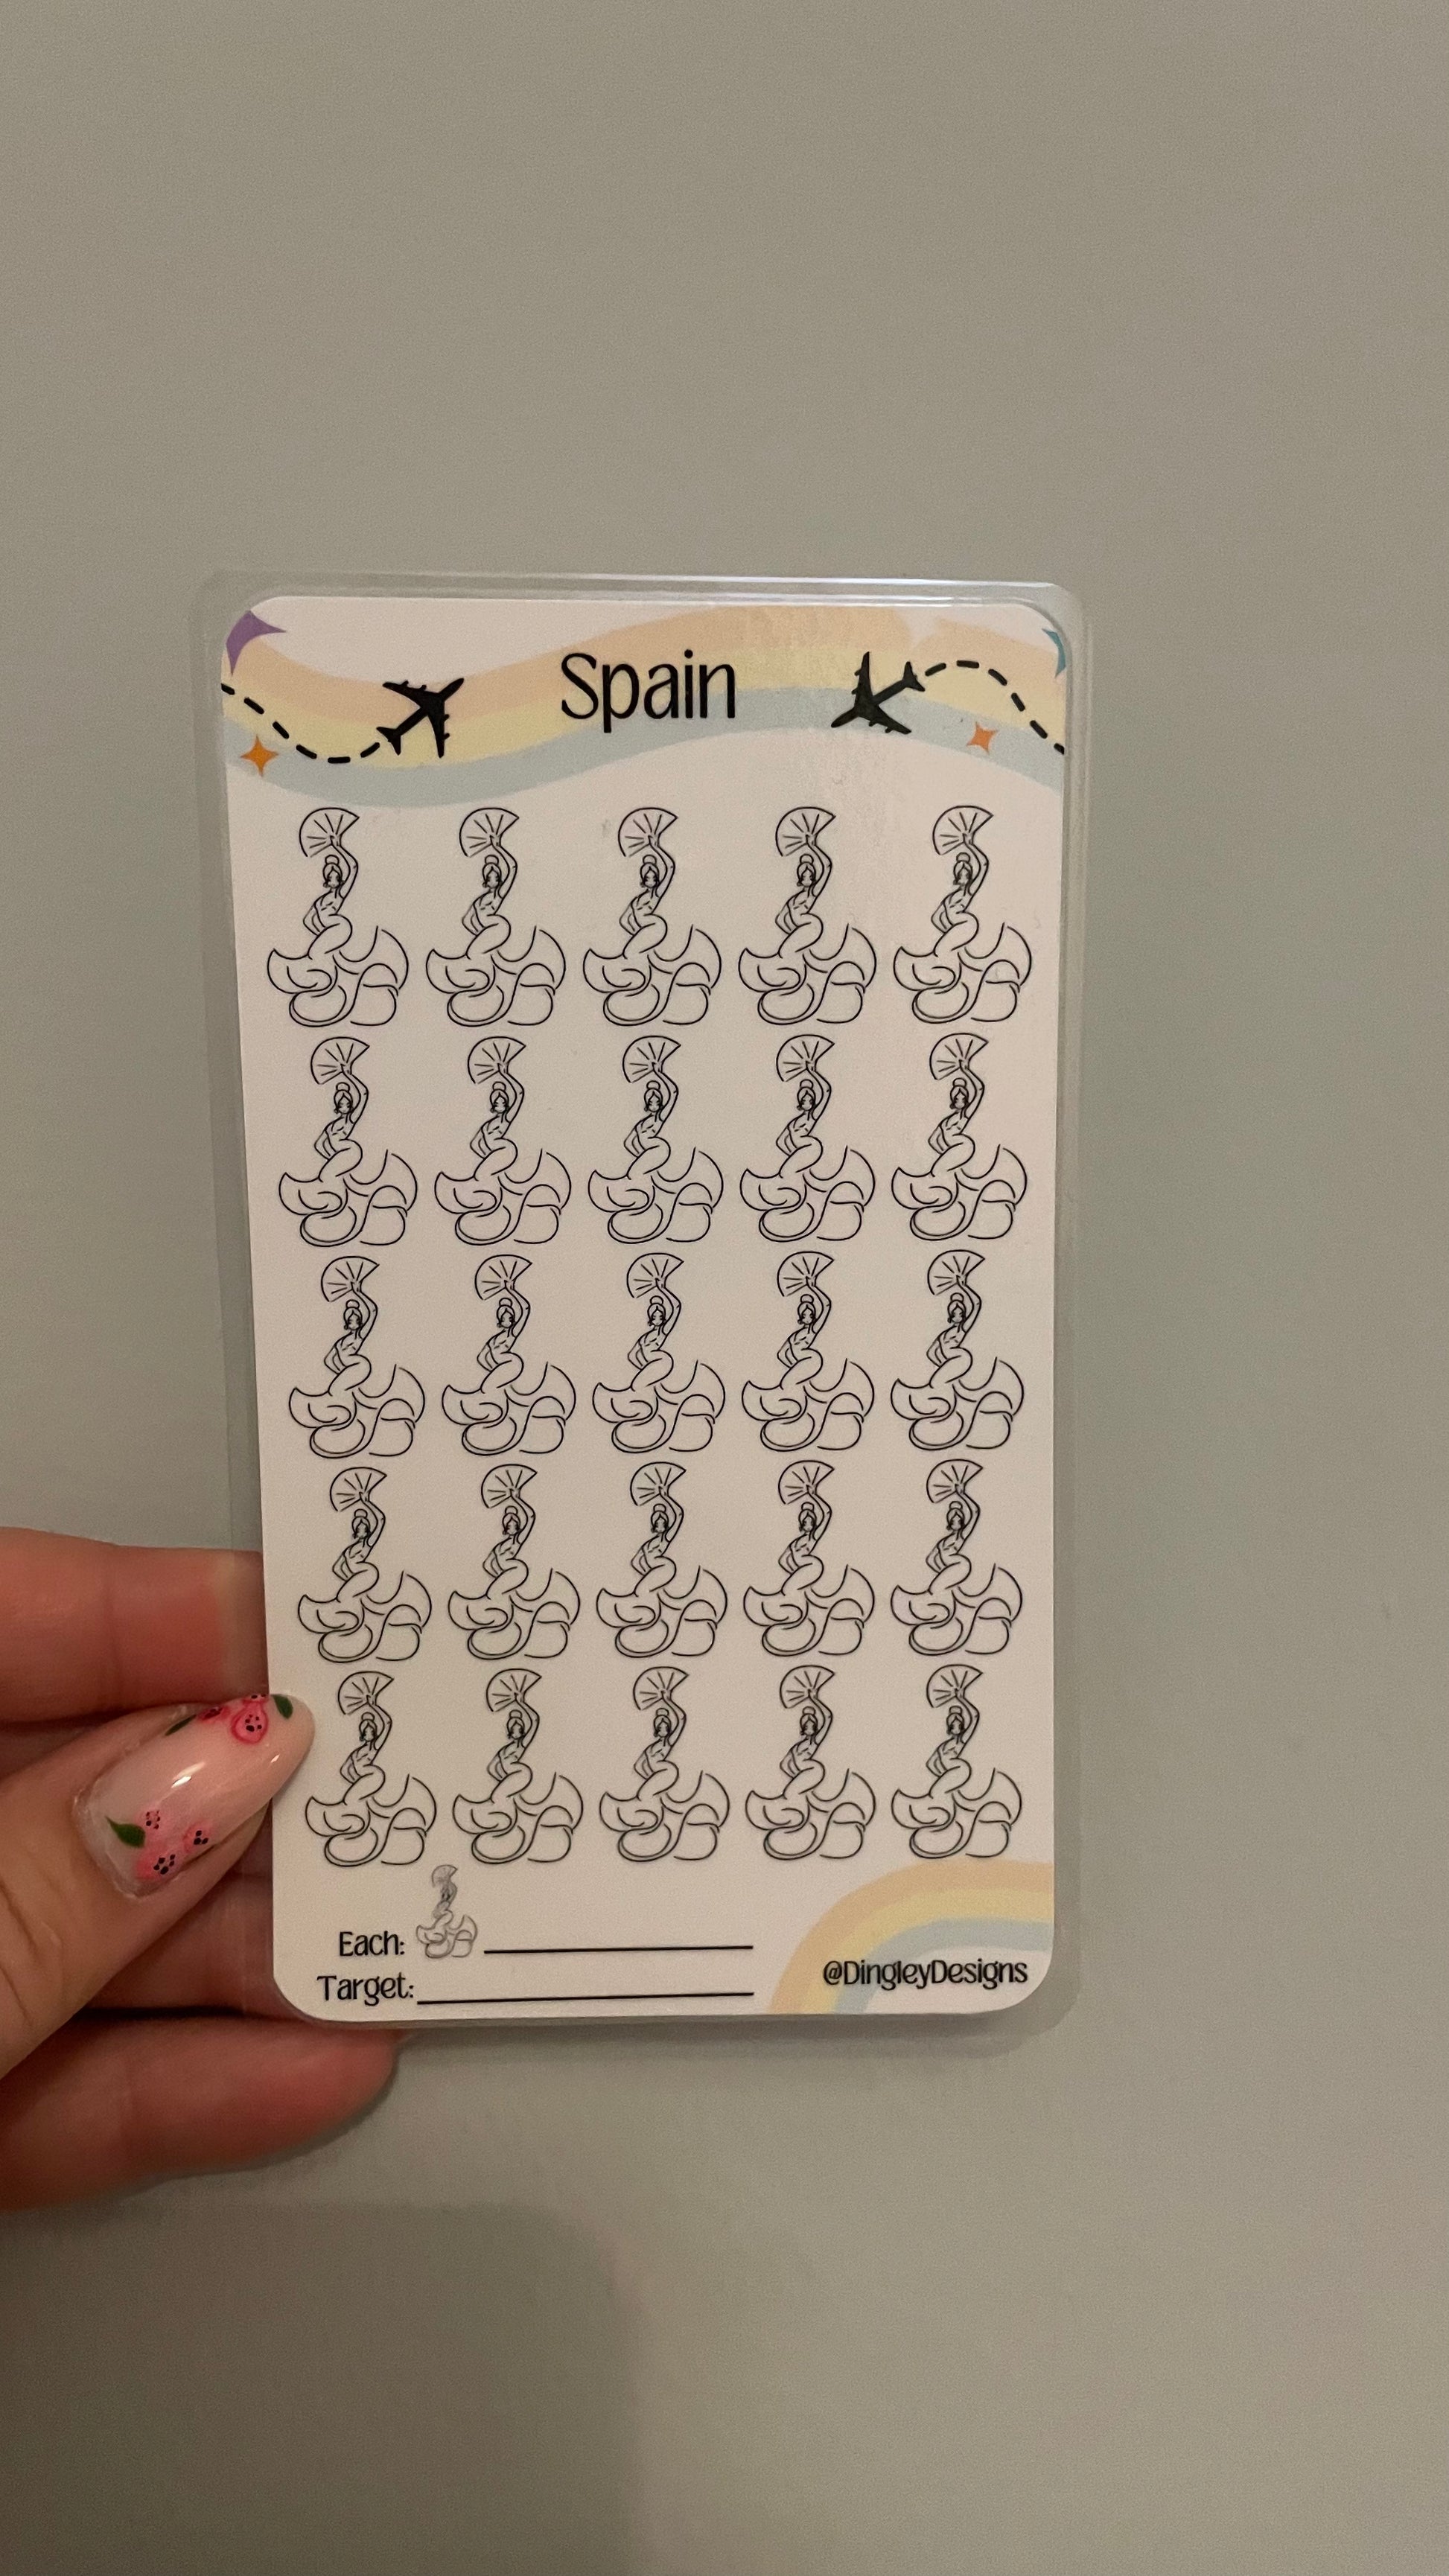 Spain
Each:
Target:
@DingleyDesigns